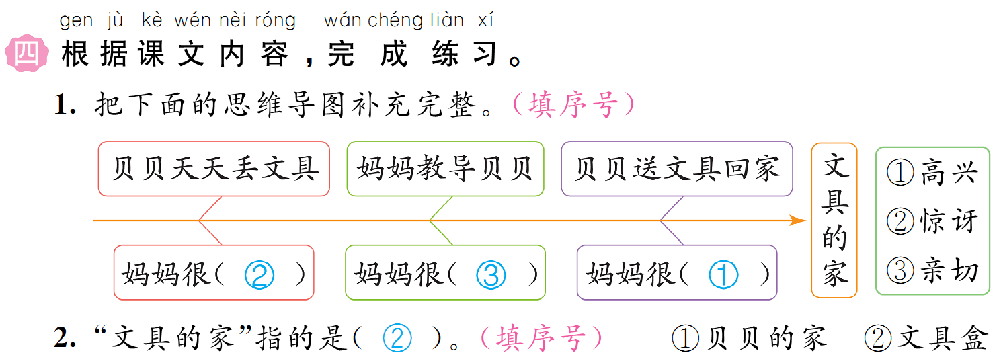 gēn jù kè wén nèi róng wán chéng liàn xí
四 根据课文内容,完成练习。
1. 把下面的思维导图补充完整。(填序号)
贝贝天天丢文具 妈妈教导贝贝 贝贝送文具回家
妈妈很( ② ) 妈妈很( ③ ) 妈妈很( ① )
文具的家
①高兴
②惊讶
③亲切
2. “文具的家”指的是( ② )。(填序号) ①贝贝的家 ②文具盒